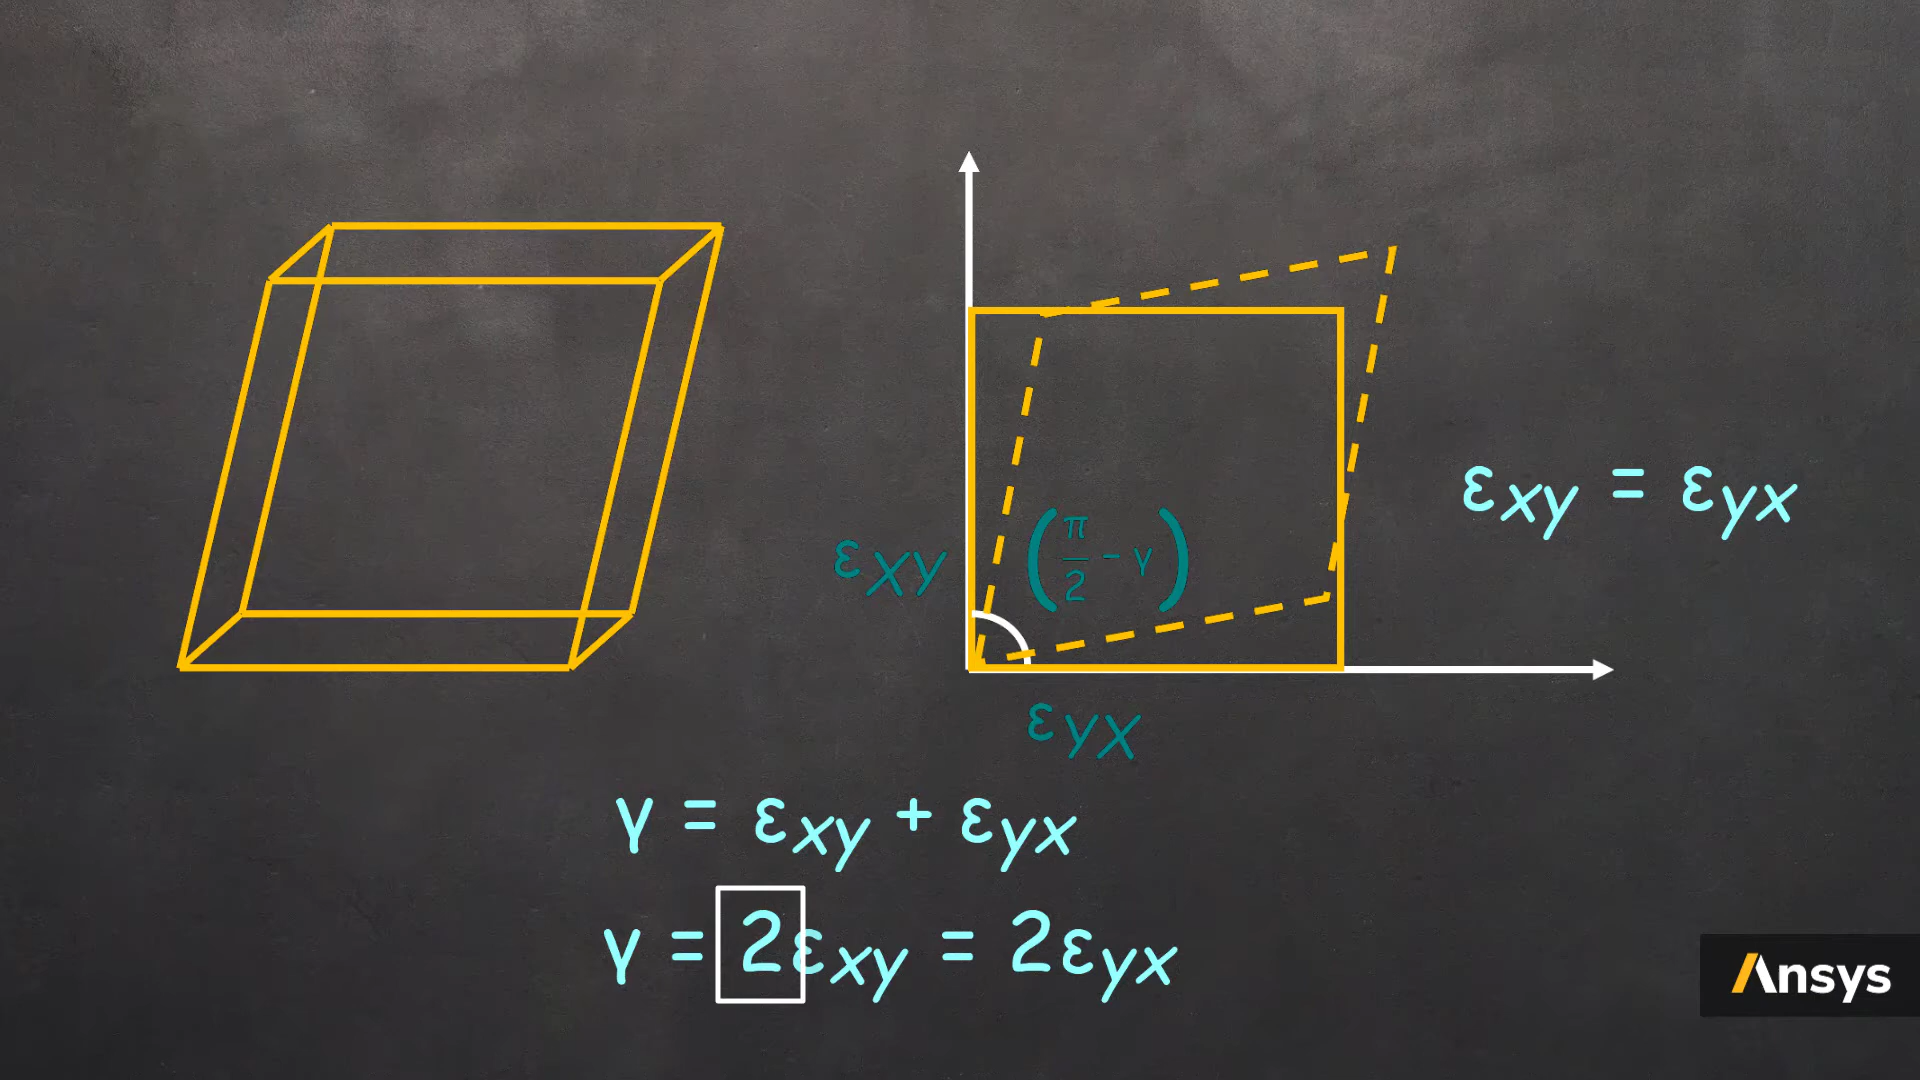 εxy = εyx
εxy
(π/2 - γ)
εyx
γ = εxy + εyx
γ = 2εxy = 2εyx
Ansys